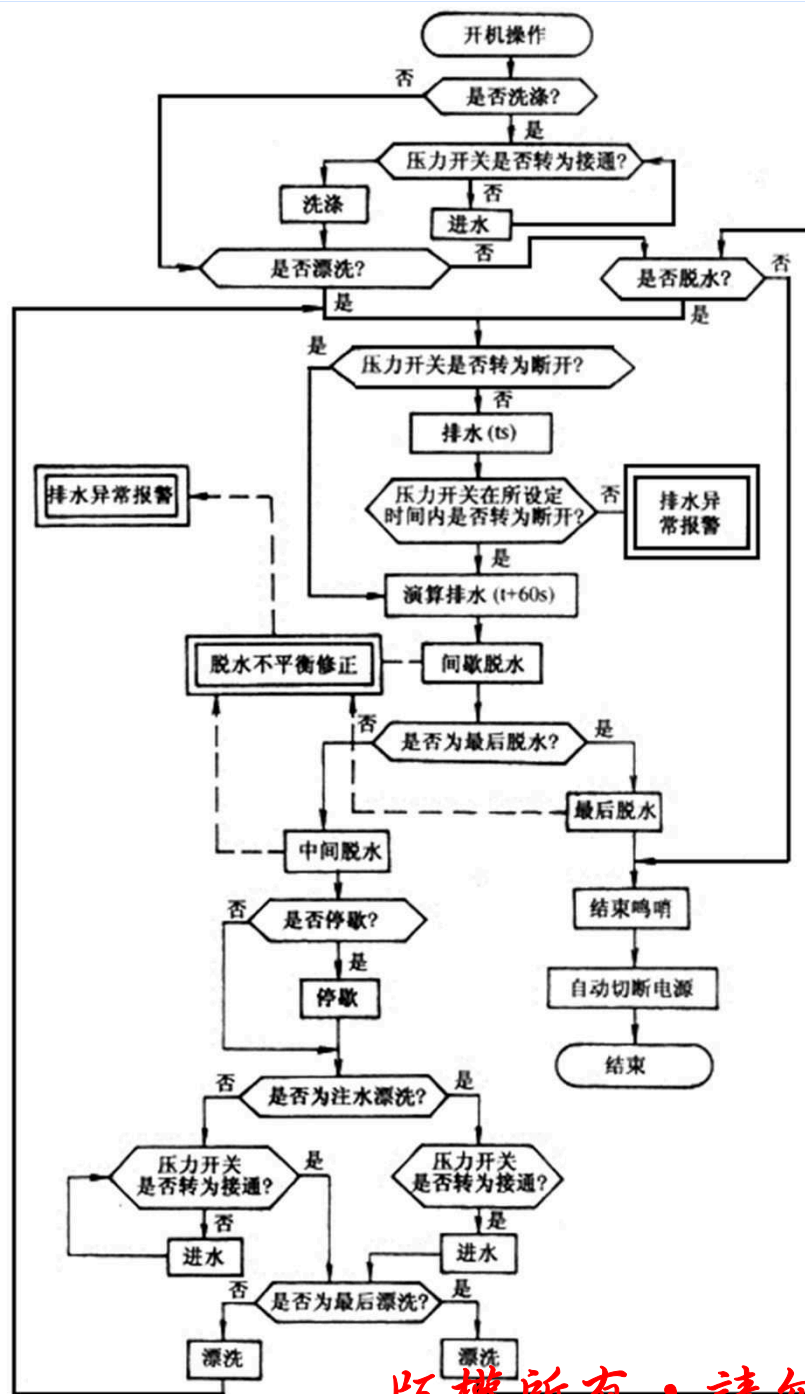 开机操作
否
是否洗涤?
是
压力开关是否转为接通?
洗涤
否
进水
是否漂洗?
否
是否脱水?
否
是
是
是
压力开关是否转为断开?
否
排水(ts)
排水异常报警
压力开关在所设定
时间内是否转为断开?
否
排水异
常报警
是
演算排水(t+60s)
脱水不平衡修正
间歇脱水
否
是否为最后脱水?
是
最后脱水
中间脱水
否
是否停歇?
结束鸣哨
是
停歇
自动切断电源
结束
否
是否为注水漂洗?
是
压力开关
是否转为接通?
是
压力开关
是否转为接通?
否
进水
是
进水
否
是否为最后漂洗?
是
漂洗
漂洗
版權所有·請